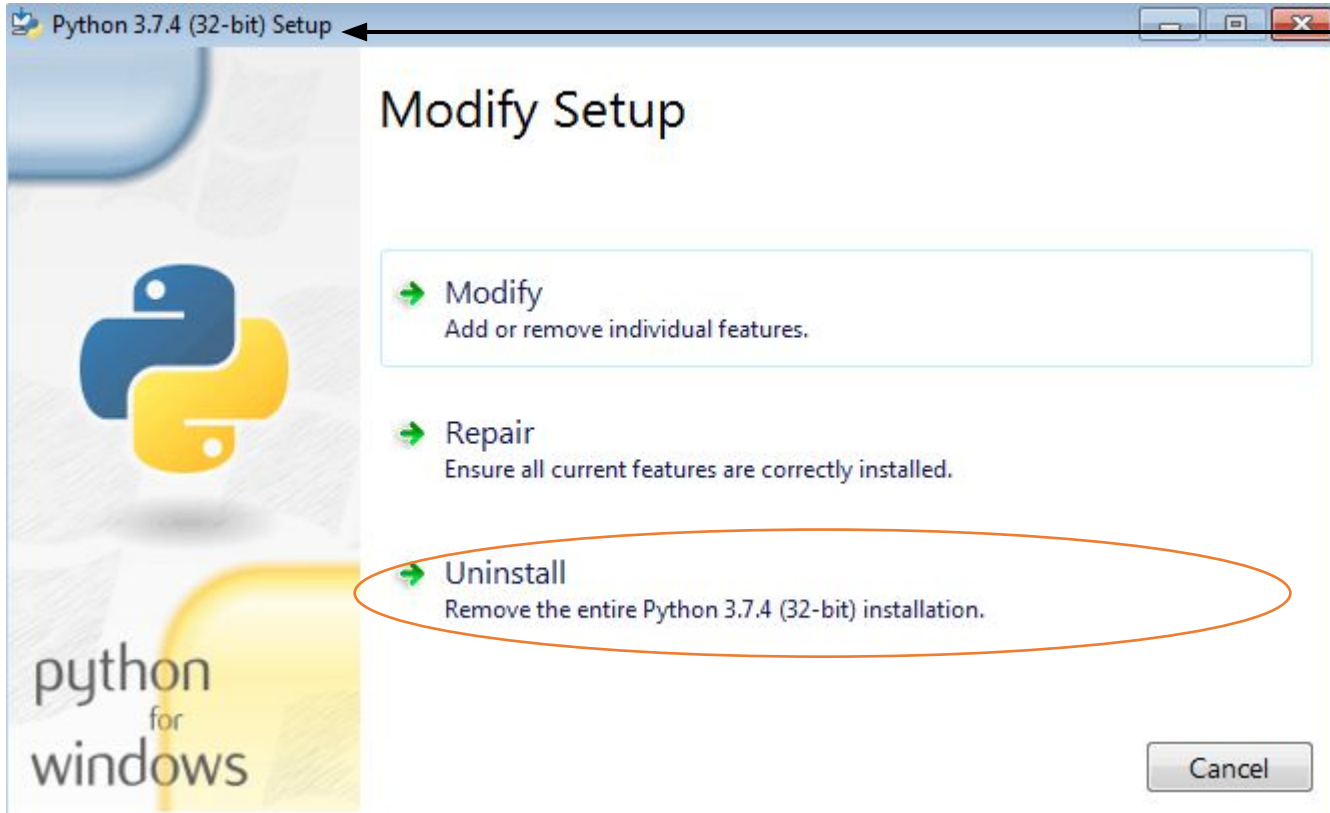 Python 3.7.4 (32-bit) Setup
Modify Setup
Modify
Add or remove individual features.
Repair
Ensure all current features are correctly installed.
Uninstall
Remove the entire Python 3.7.4 (32-bit) installation.
python
for
windows
Cancel